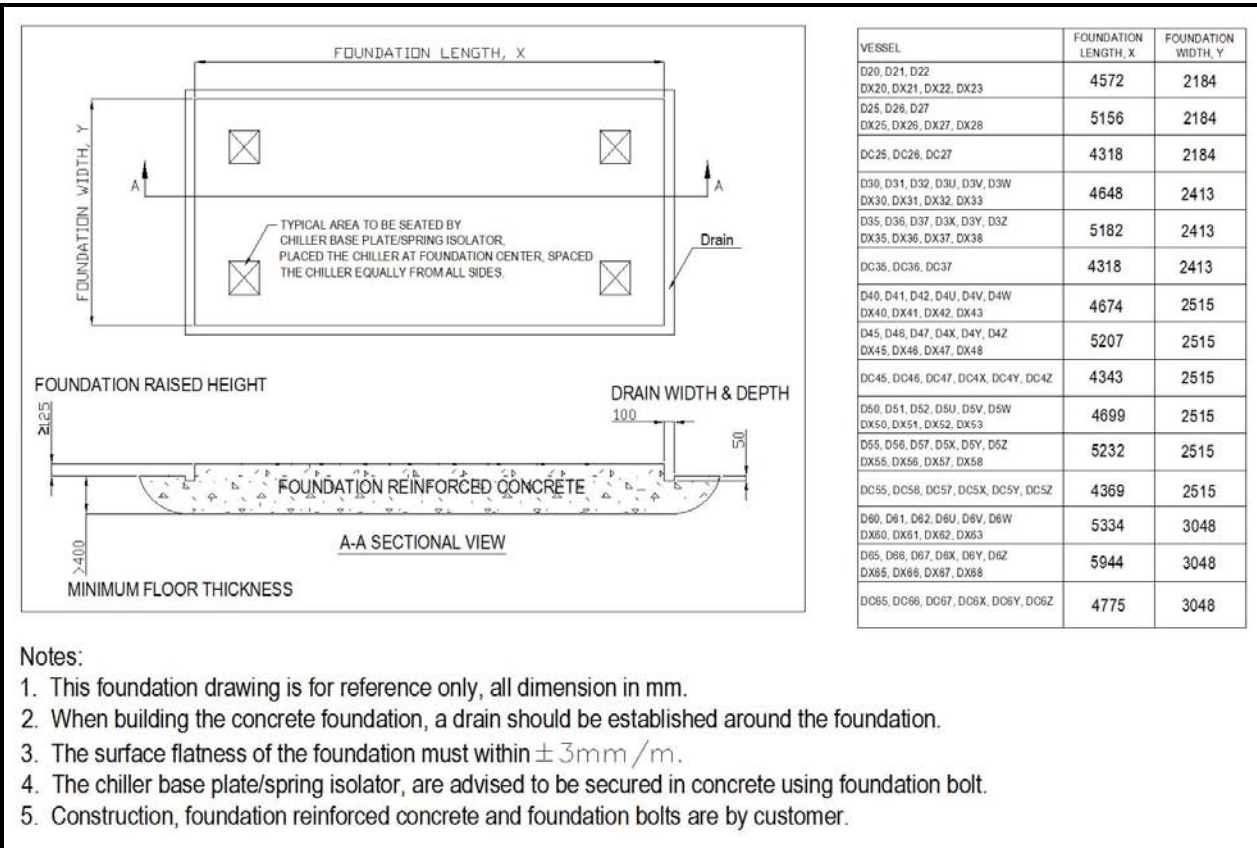 FOUNDATION LENGTH, X
FOUNDATION WIDTH, Y
A
A
TYPICAL AREA TO BE SEATED BY
CHILLER BASE PLATE/SPRING ISOLATOR,
PLACED THE CHILLER AT FOUNDATION CENTER, SPACED
THE CHILLER EQUALLY FROM ALL SIDES.
Drain
FOUNDATION RAISED HEIGHT
≥125
DRAIN WIDTH & DEPTH
100
50
FOUNDATION REINFORCED CONCRETE
A-A SECTIONAL VIEW
>400
MINIMUM FLOOR THICKNESS
VESSEL FOUNDATION LENGTH, X FOUNDATION WIDTH, Y
D20, D21, D22
DX20, DX21, DX22, DX23 4572 2184
D25, D26, D27
DX25, DX26, DX27, DX28 5156 2184
DC25, DC26, DC27 4318 2184
D30, D31, D32, D3U, D3V, D3W
DX30, DX31, DX32, DX33 4648 2413
D35, D36, D37, D3X, D3Y, D3Z
DX35, DX36, DX37, DX38 5182 2413
DC35, DC36, DC37 4318 2413
D40, D41, D42, D4U, D4V, D4W
DX40, DX41, DX42, DX43 4674 2515
D45, D46, D47, D4X, D4Y, D4Z
DX45, DX46, DX47, DX48 5207 2515
DC45, DC46, DC47, DC4X, DC4Y, DC4Z 4343 2515
D50, D51, D52, D5U, D5V, D5W
DX50, DX51, DX52, DX53 4699 2515
D55, D56, D57, D5X, D5Y, D5Z
DX55, DX56, DX57, DX58 5232 2515
DC55, DC56, DC57, DC5X, DC5Y, DC5Z 4369 2515
D60, D61, D62, D6U, D6V, D6W
DX60, DX61, DX62, DX63 5334 3048
D65, D66, D67, D6X, D6Y, D6Z
DX65, DX66, DX67, DX68 5944 3048
DC65, DC66, DC67, DC6X, DC6Y, DC6Z 4775 3048
Notes:
1. This foundation drawing is for reference only, all dimension in mm.
2. When building the concrete foundation, a drain should be established around the foundation.
3. The surface flatness of the foundation must within ±3mm/m.
4. The chiller base plate/spring isolator, are advised to be secured in concrete using foundation bolt.
5. Construction, foundation reinforced concrete and foundation bolts are by customer.